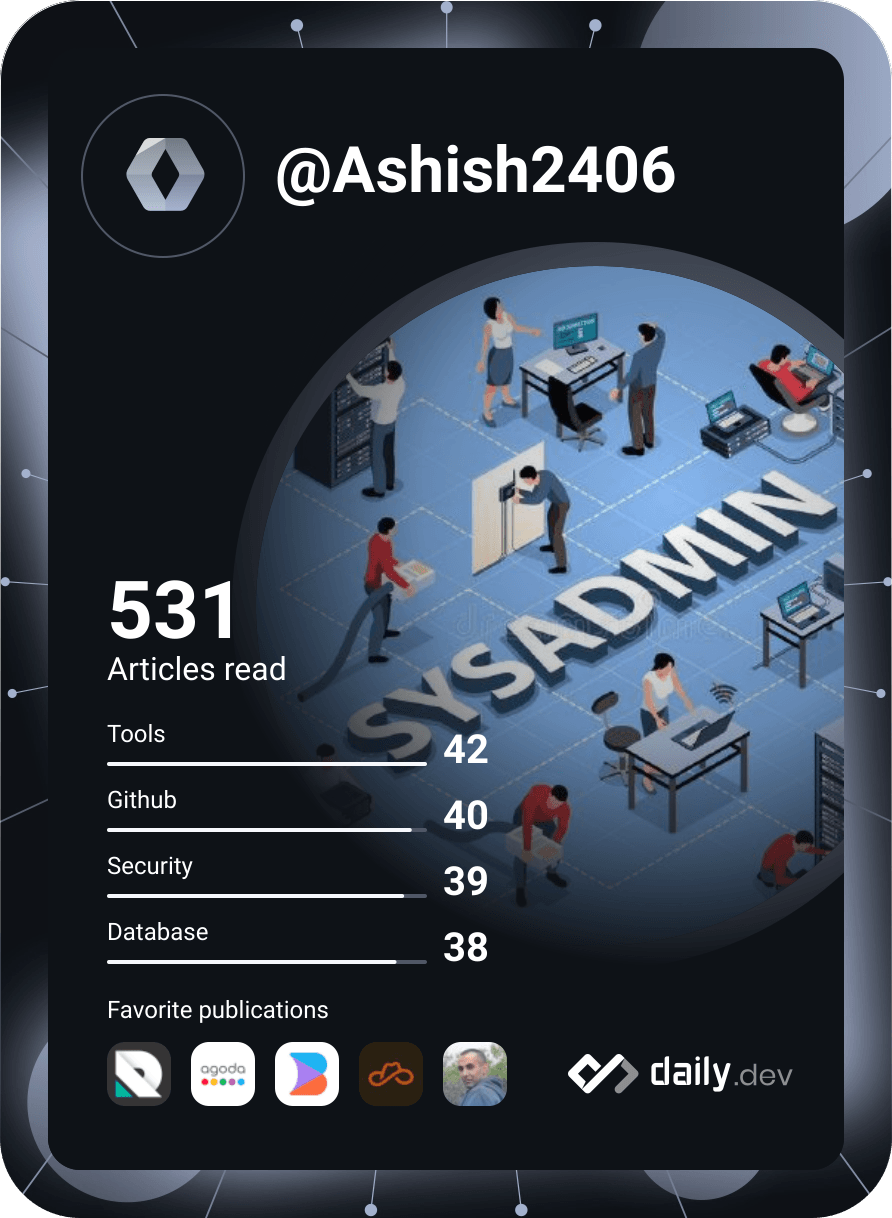 @Ashish2406
SYSADMIN
531
Articles read
Tools
42
Github
40
Security
39
Database
38
Favorite publications
agoda
daily.dev